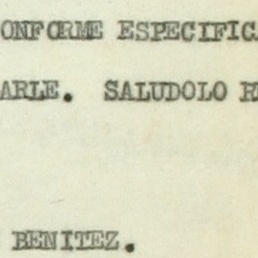 ONFORME ESPECIFIC
ARLE. SALUDOLO R
BENITEZ.